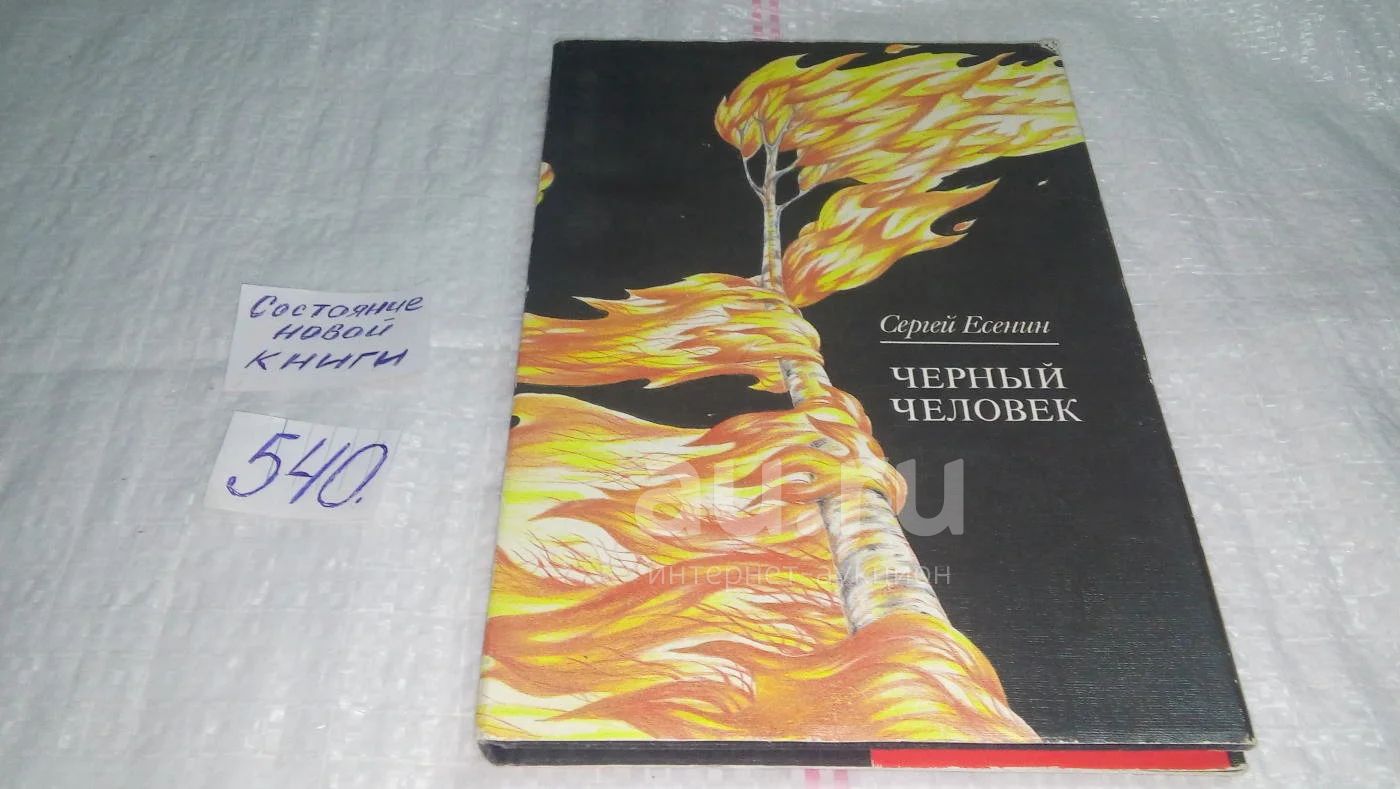 Состояние
новой
книги
540.
Сергей Есенин
ЧЕРНЫЙ
ЧЕЛОВЕК
au.ru
интернет-аукцион